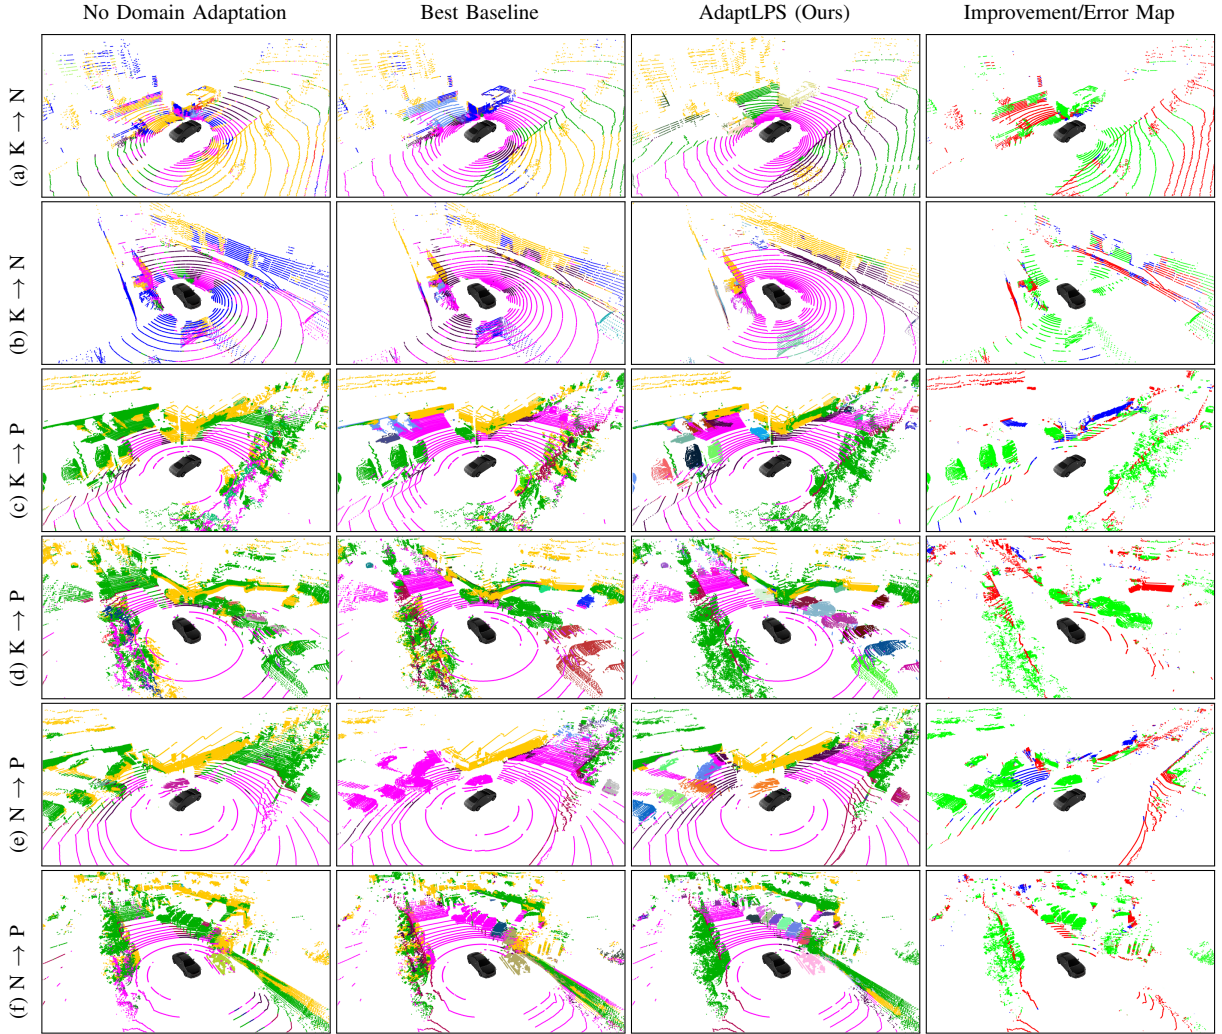 No Domain Adaptation Best Baseline AdaptLPS (Ours) Improvement/Error Map
(a) K → N
(b) K → N
(c) K → P
(d) K → P
(e) N → P
(f) N → P